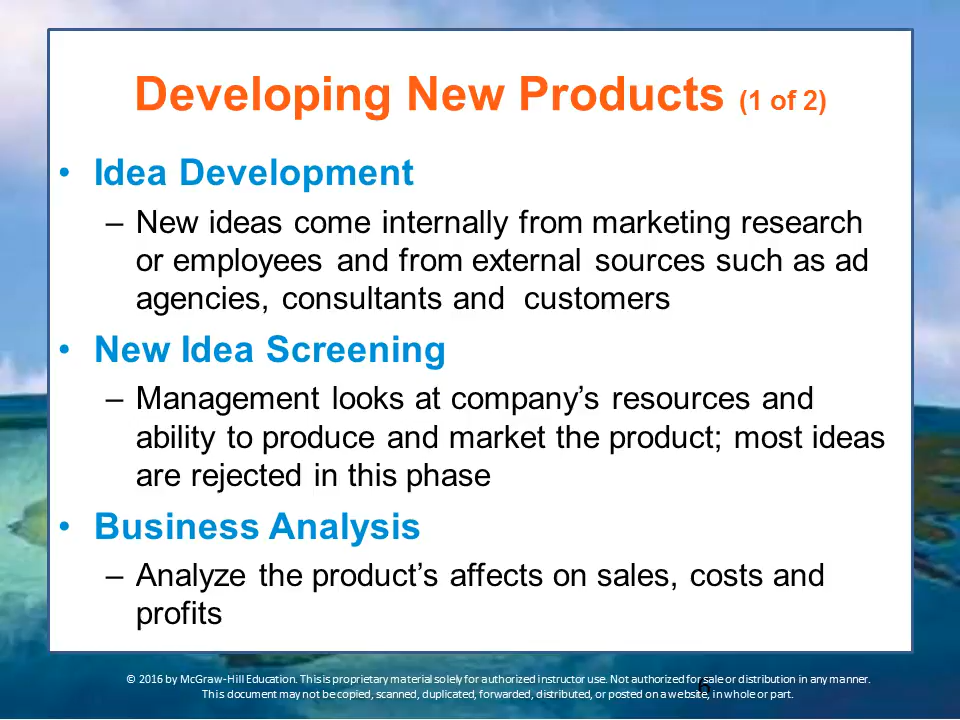 Developing New Products (1 of 2)
• Idea Development
– New ideas come internally from marketing research
or employees and from external sources such as ad
agencies, consultants and  customers
• New Idea Screening
– Management looks at company’s resources and
ability to produce and market the product; most ideas
are rejected in this phase
• Business Analysis
– Analyze the product’s affects on sales, costs and
profits
© 2016 by McGraw-Hill Education. This is proprietary material solely for authorized instructor use. Not authorized for sale or distribution in any manner.
This document may not be copied, scanned, duplicated, forwarded, distributed, or posted on a website, in whole or part.